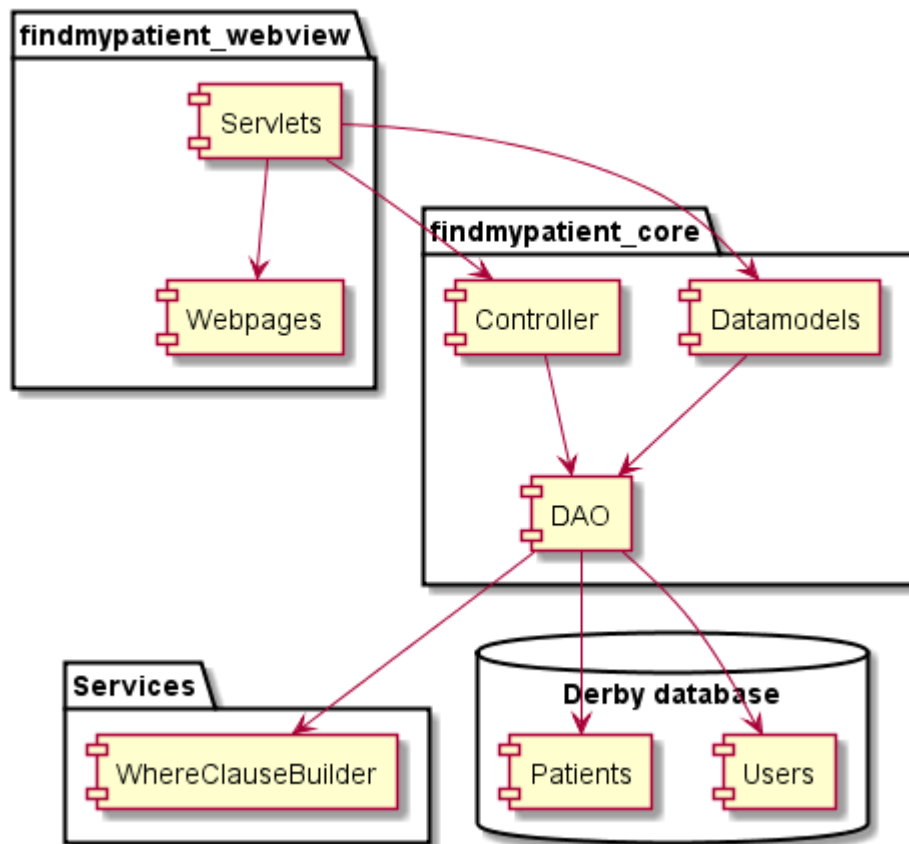 findmypatient_webview
Servlets
findmypatient_core
Webpages
Controller
Datamodels
DAO
Services
Derby database
WhereClauseBuilder
Patients
Users